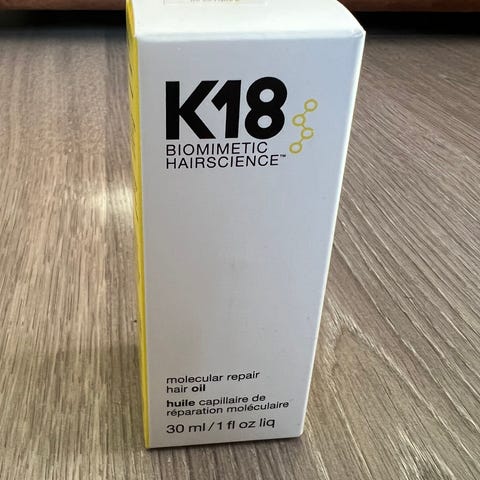 K18
BIOMIMETIC
HAIRSCIENCE™
molecular repair
hair oil
huile capillaire de
réparation moléculaire
30 ml/1 fl oz liq